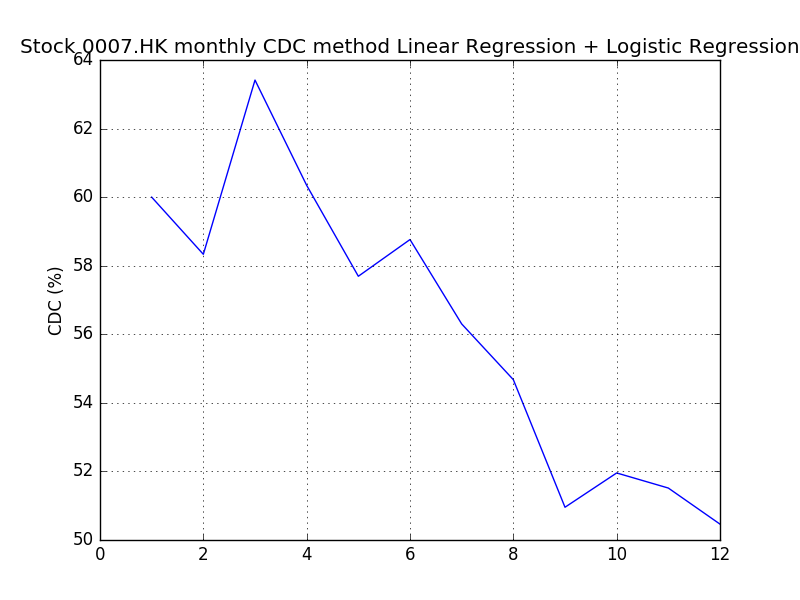 Stock 0007.HK monthly CDC method Linear Regression + Logistic Regression
64
62
60
58
56
54
52
50
CDC (%)
0 2 4 6 8 10 12